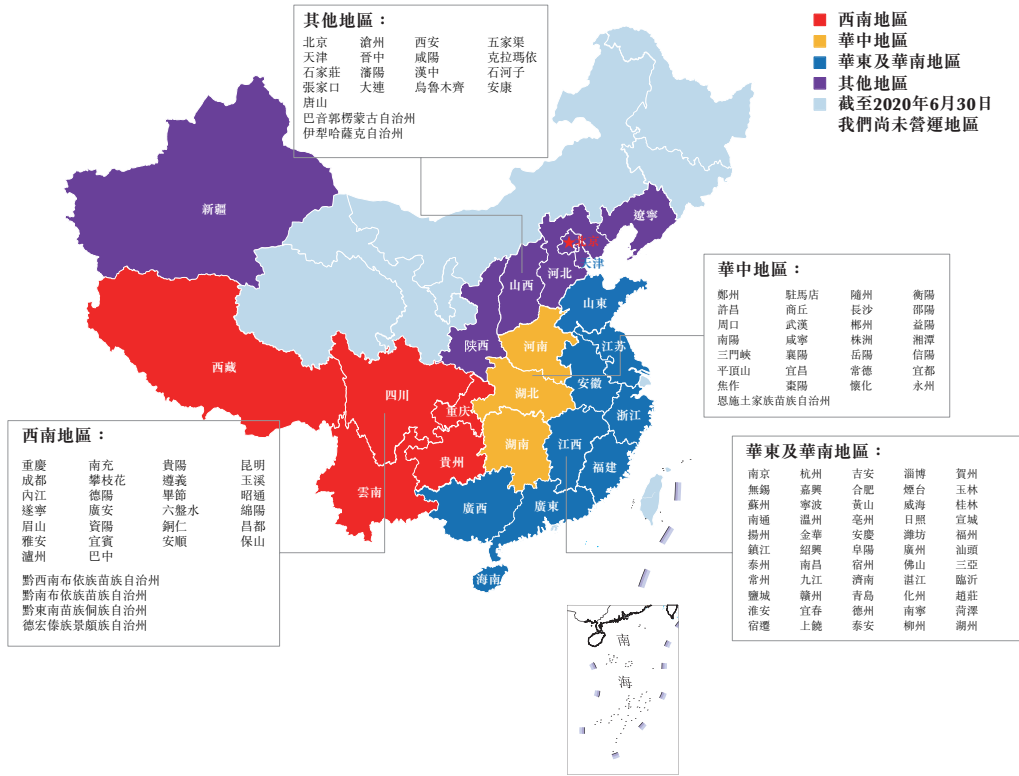 其他地區：
北京 滄州 西安 五家渠
天津 晉中 咸陽 克拉瑪依
石家莊 瀋陽 漢中 石河子
張家口 大連 烏魯木齊 安康
唐山
巴音郭楞蒙古自治州
伊犁哈薩克自治州
西南地區
華中地區
華東及華南地區
其他地區
截至2020年6月30日
我們尚未營運地區
新疆
遼寧
北京
天津
河北
山西
山東
陝西
河南
江苏
西藏
四川
安徽
湖北
重庆
浙江
湖南
江西
貴州
福建
雲南
廣西
廣東
海南
華中地區：
鄭州 駐馬店 隨州 衡陽
許昌 商丘 長沙 邵陽
周口 武漢 郴州 益陽
南陽 咸寧 株洲 湘潭
三門峽 襄陽 岳陽 信陽
平頂山 宜昌 常德 宜都
焦作 棗陽 懷化 永州
恩施土家族苗族自治州
西南地區：
重慶 南充 貴陽 昆明
成都 攀枝花 遵義 玉溪
內江 德陽 畢節 昭通
遂寧 廣安 六盤水 綿陽
眉山 資陽 銅仁 昌都
雅安 宜賓 安順 保山
瀘州 巴中
黔西南布依族苗族自治州
黔南布依族苗族自治州
黔東南苗族侗族自治州
德宏傣族景頗族自治州
華東及華南地區：
南京 杭州 吉安 淄博 賀州
無錫 嘉興 合肥 煙台 玉林
蘇州 寧波 黃山 威海 桂林
南通 溫州 亳州 日照 宣城
揚州 金華 安慶 濰坊 福州
鎮江 紹興 阜陽 廣州 汕頭
泰州 南昌 宿州 佛山 三亞
常州 九江 濟南 湛江 臨沂
鹽城 贛州 青島 化州 趙莊
淮安 宜春 德州 南寧 菏澤
宿遷 上饒 泰安 柳州 湖州
南
海